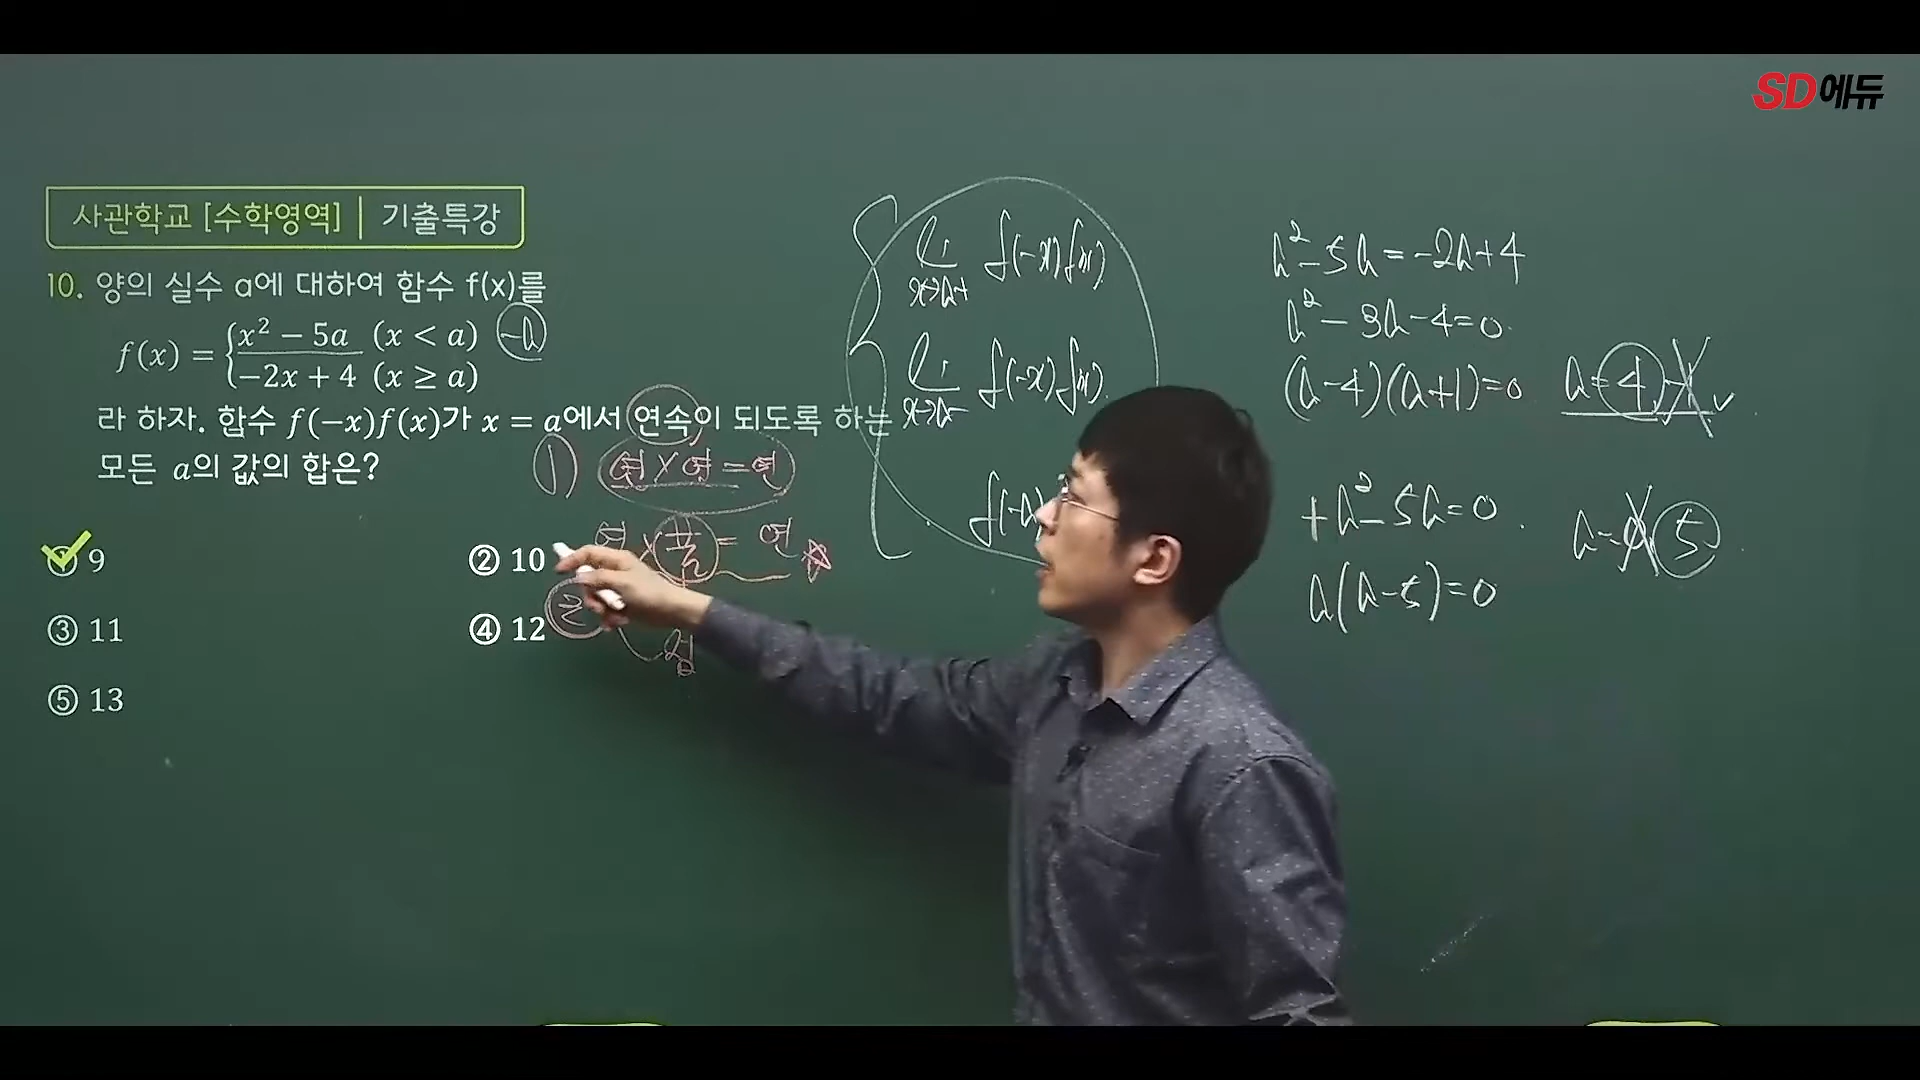 SD에듀
사관학교 [수학영역] | 기출특강
10. 양의 실수 a에 대하여 함수 f(x)를
f(x) = { x² − 5a (x < a) -a
−2x + 4 (x ≥ a)
라 하자. 함수 f(−x)f(x)가 x = a에서 연속이 되도록 하는
모든 a의 값의 합은?
① 9
② 10
③ 11
④ 12
⑤ 13
1) 연×연=연
연×불= 연
2
lim x→a+ f(-x)f(x)
lim x→a- f(-x)f(x)
f(-a)
a²-5a=-2a+4
a²-3a-4=0
(a-4)(a+1)=0 a=4,
+a²-5a=0
a(a-5)=0
5